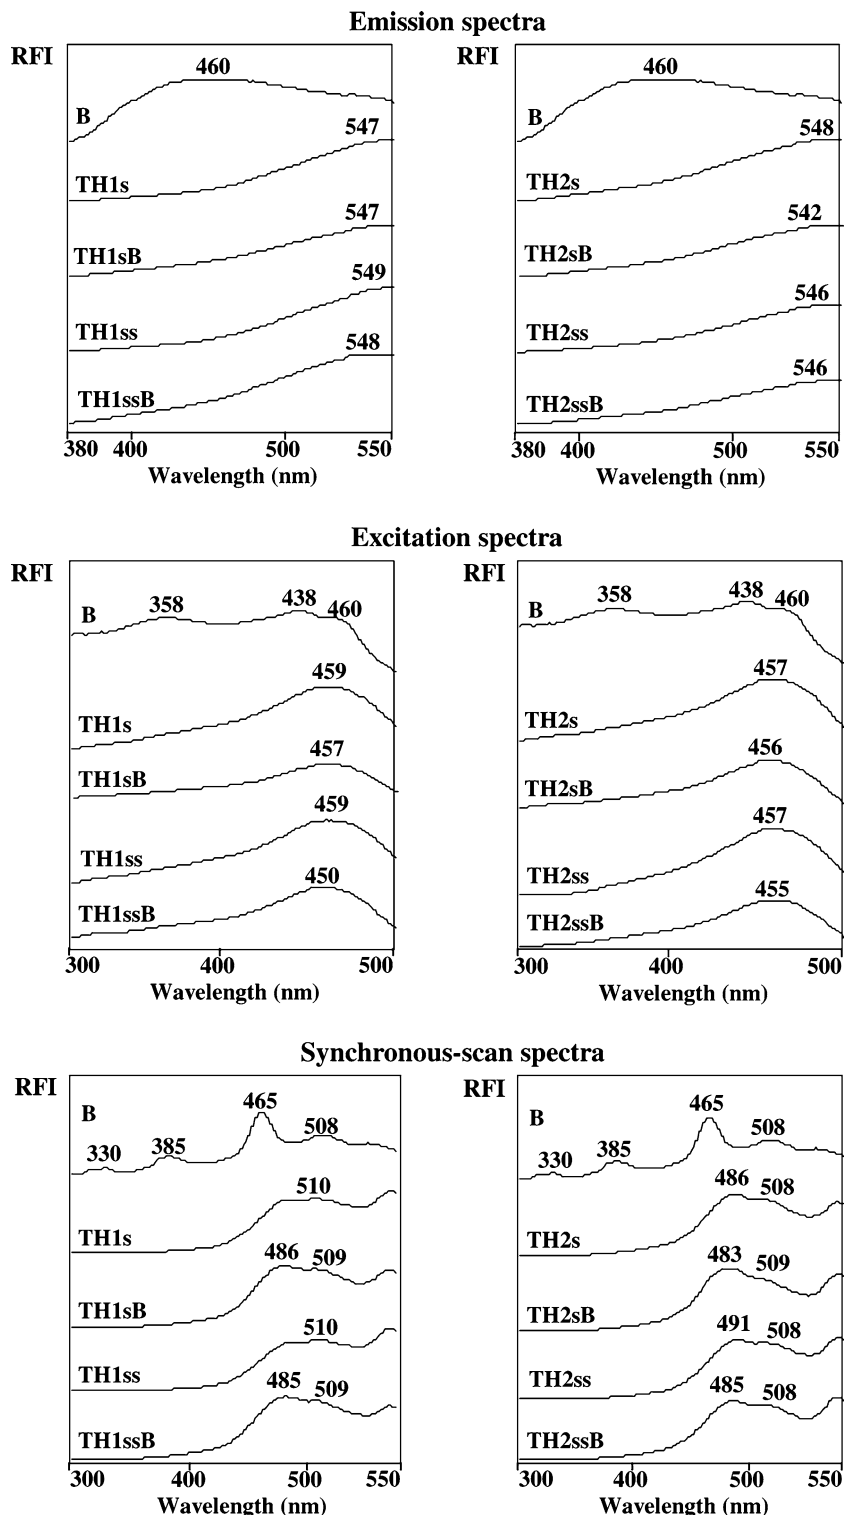 Emission spectra
RFI
460
B
547
TH1s
547
TH1sB
549
TH1ss
548
TH1ssB
380 400 500 550
Wavelength (nm)
RFI
460
B
548
TH2s
542
TH2sB
546
TH2ss
546
TH2ssB
380 400 500 550
Wavelength (nm)
Excitation spectra
RFI
358 438 460
B
459
TH1s
457
TH1sB
459
TH1ss
450
TH1ssB
300 400 500
Wavelength (nm)
RFI
358 438 460
B
457
TH2s
456
TH2sB
457
TH2ss
455
TH2ssB
300 400 500
Wavelength (nm)
Synchronous-scan spectra
RFI
B
330 385 465 508
510
TH1s
486 509
TH1sB
510
TH1ss
485 509
TH1ssB
300 400 500 550
Wavelength (nm)
RFI
B
330 385 465 508
486 508
TH2s
483 509
TH2sB
491 508
TH2ss
485 508
TH2ssB
300 400 500 550
Wavelength (nm)